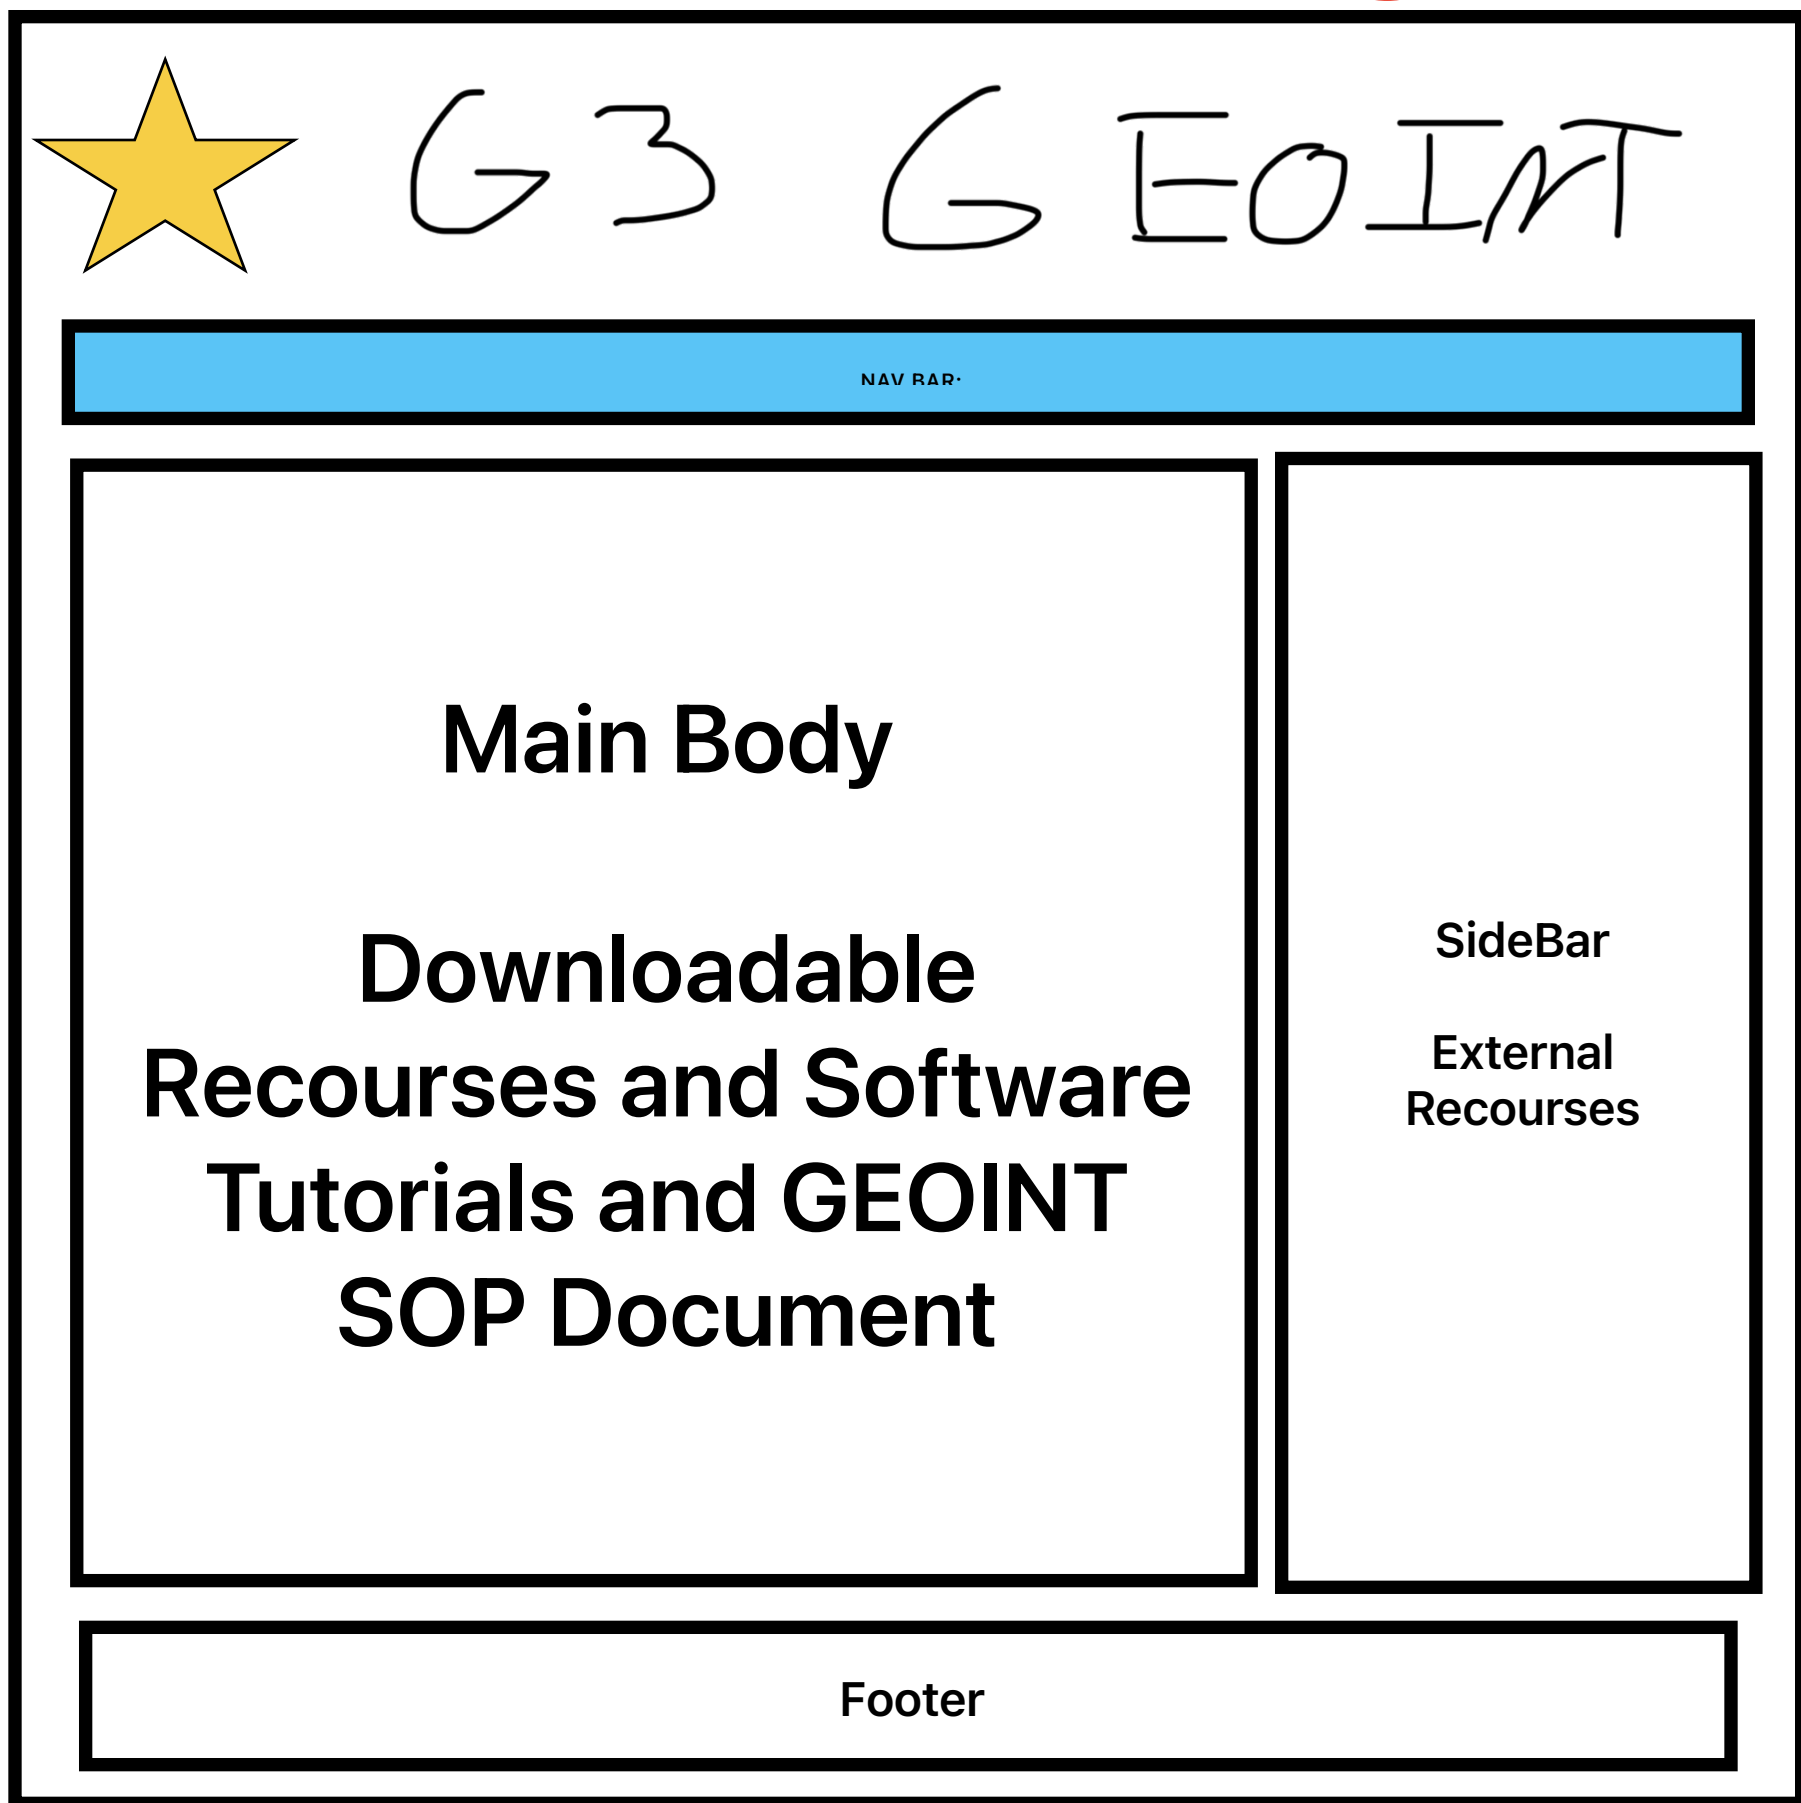 G3 GEOINT
NAV BAR:
Main Body
Downloadable
Recourses and Software
Tutorials and GEOINT
SOP Document
SideBar
External
Recourses
Footer